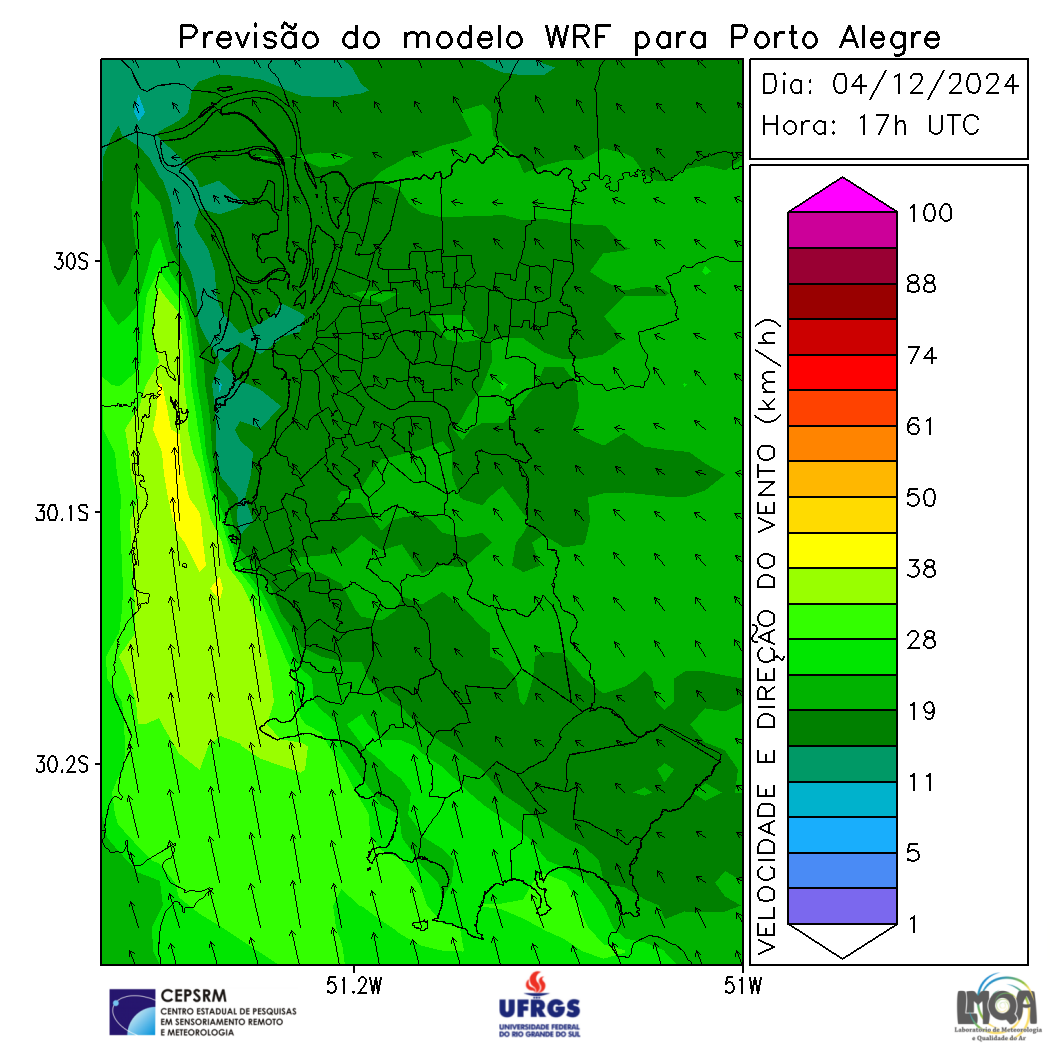 Previsão do modelo WRF para Porto Alegre
Dia: 04/12/2024
Hora: 17h UTC
100
88
74
61
50
38
28
19
11
5
1
VELOCIDADE E DIREÇÃO DO VENTO (km/h)
30S
30.1S
30.2S
51.2W
51W
CEPSRM
CENTRO ESTADUAL DE PESQUISAS
EM SENSORIAMENTO REMOTO
E METEOROLOGIA
UFRGS
UNIVERSIDADE FEDERAL
DO RIO GRANDE DO SUL
LMQA
Laboratório de Meteorologia
e Qualidade do Ar